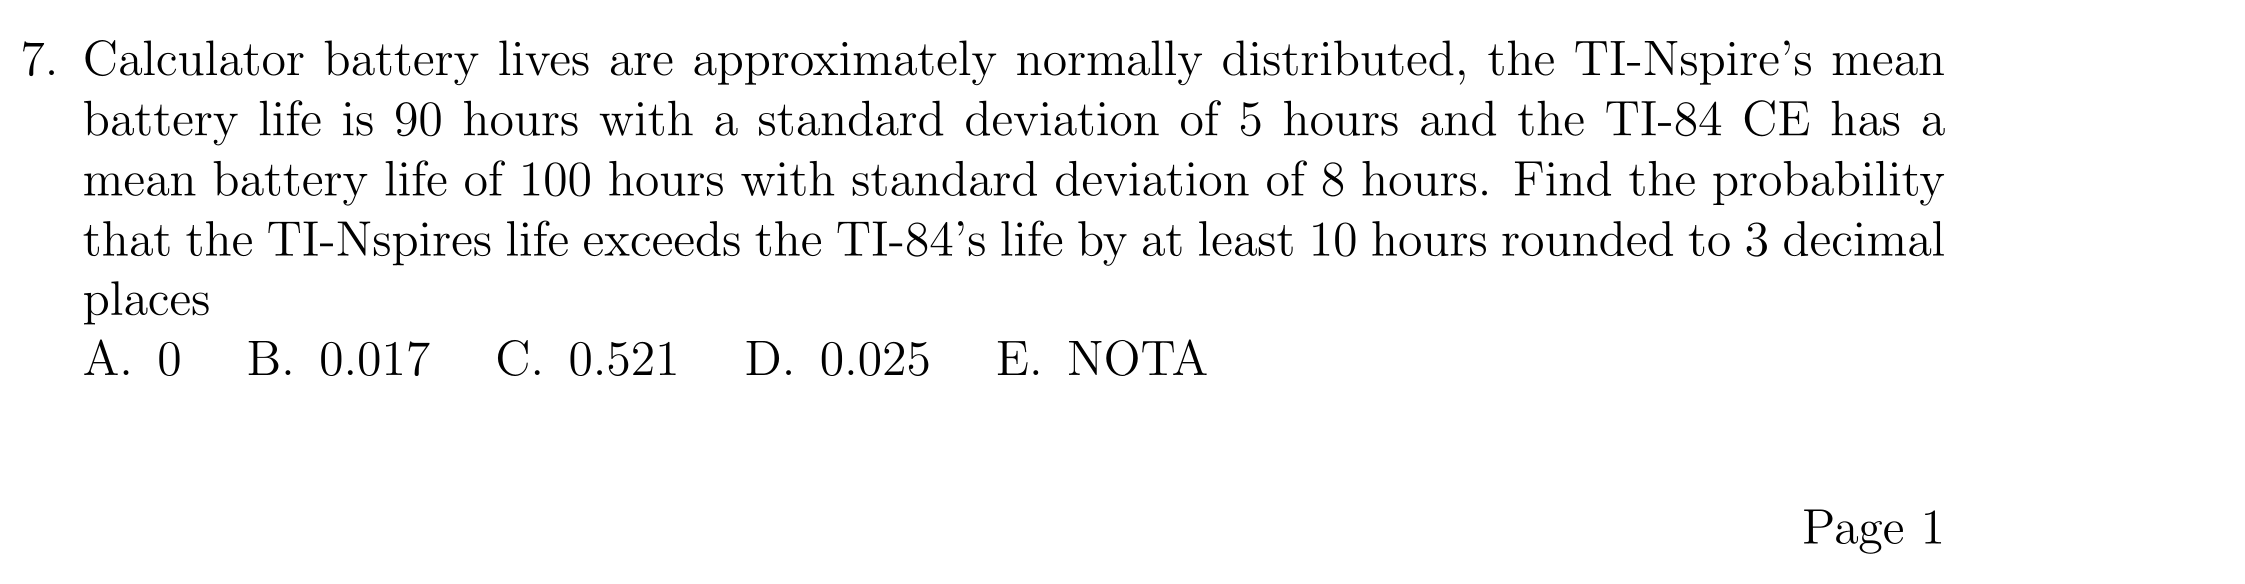 7. Calculator battery lives are approximately normally distributed, the TI-Nspire's mean
battery life is 90 hours with a standard deviation of 5 hours and the TI-84 CE has a
mean battery life of 100 hours with standard deviation of 8 hours. Find the probability
that the TI-Nspires life exceeds the TI-84's life by at least 10 hours rounded to 3 decimal
places
A. 0 B. 0.017 C. 0.521 D. 0.025 E. NOTA
Page 1